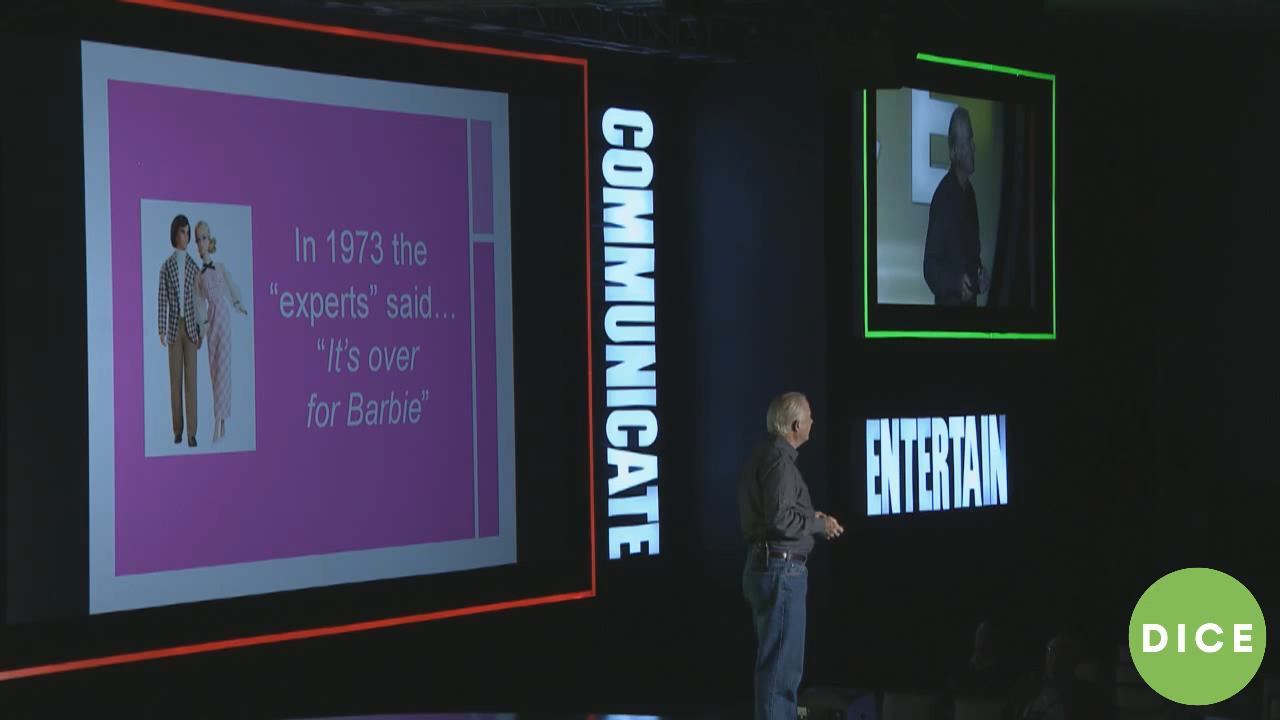 In 1973 the
“experts” said...
“It’s over
for Barbie”
COMMUNICATE
E
ENTERTAIN
DICE